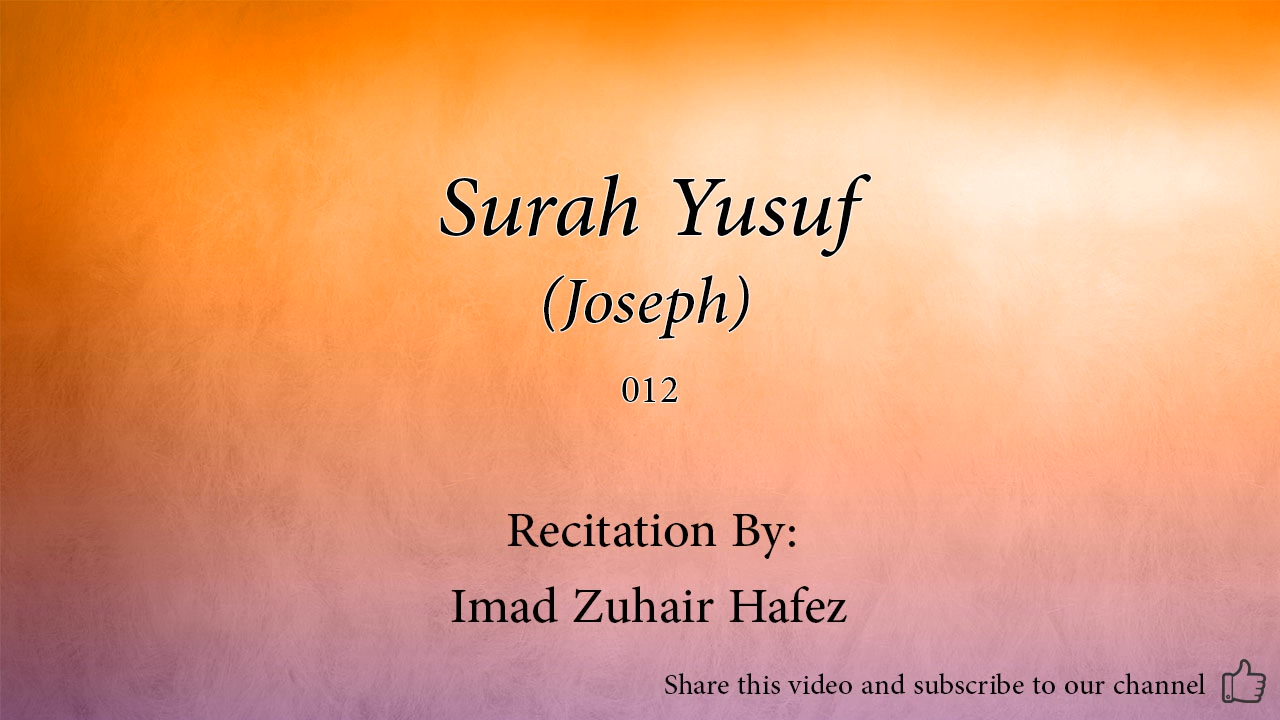 Surah Yusuf
(Joseph)
012
Recitation By:
Imad Zuhair Hafez
Share this video and subscribe to our channel